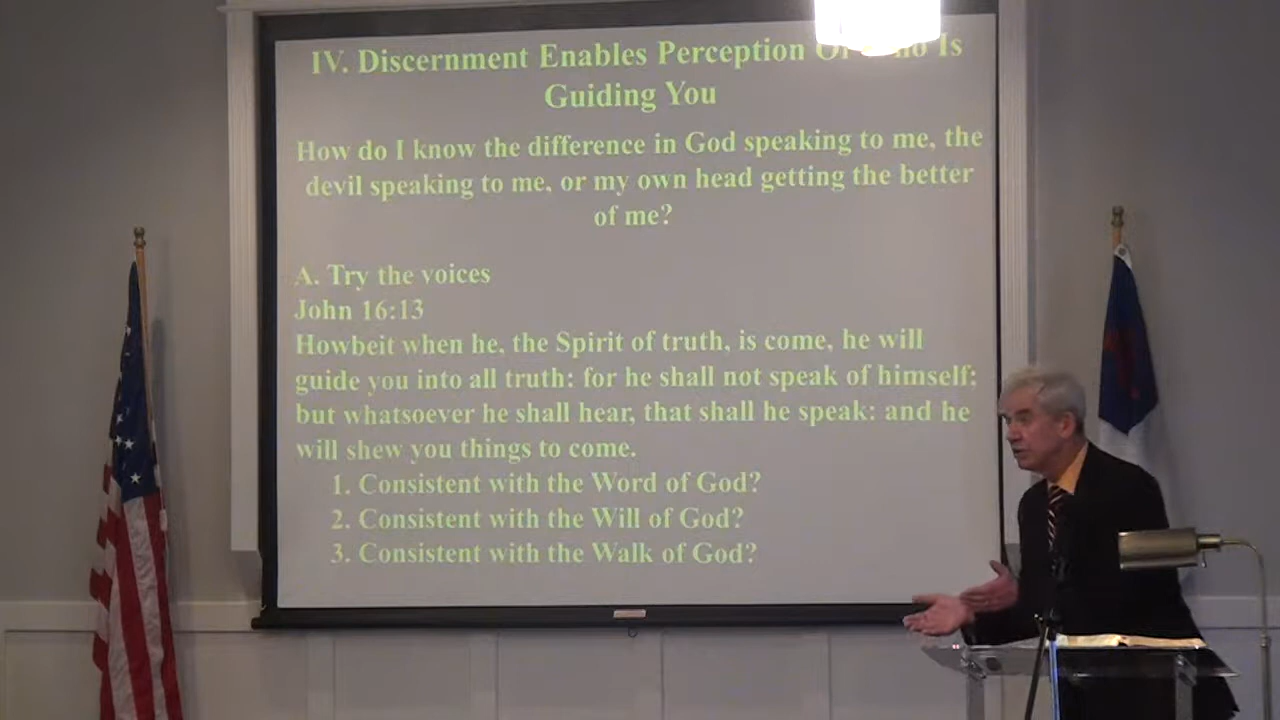 IV. Discernment Enables Perception Is
Guiding You
How do I know the difference in God speaking to me, the
devil speaking to me, or my own head getting the better
of me?
A. Try the voices
John 16:13
Howbeit when he, the Spirit of truth, is come, he will
guide you into all truth: for he shall not speak of himself;
but whatsoever he shall hear, that shall he speak: and he
will shew you things to come.
1. Consistent with the Word of God?
2. Consistent with the Will of God?
3. Consistent with the Walk of God?